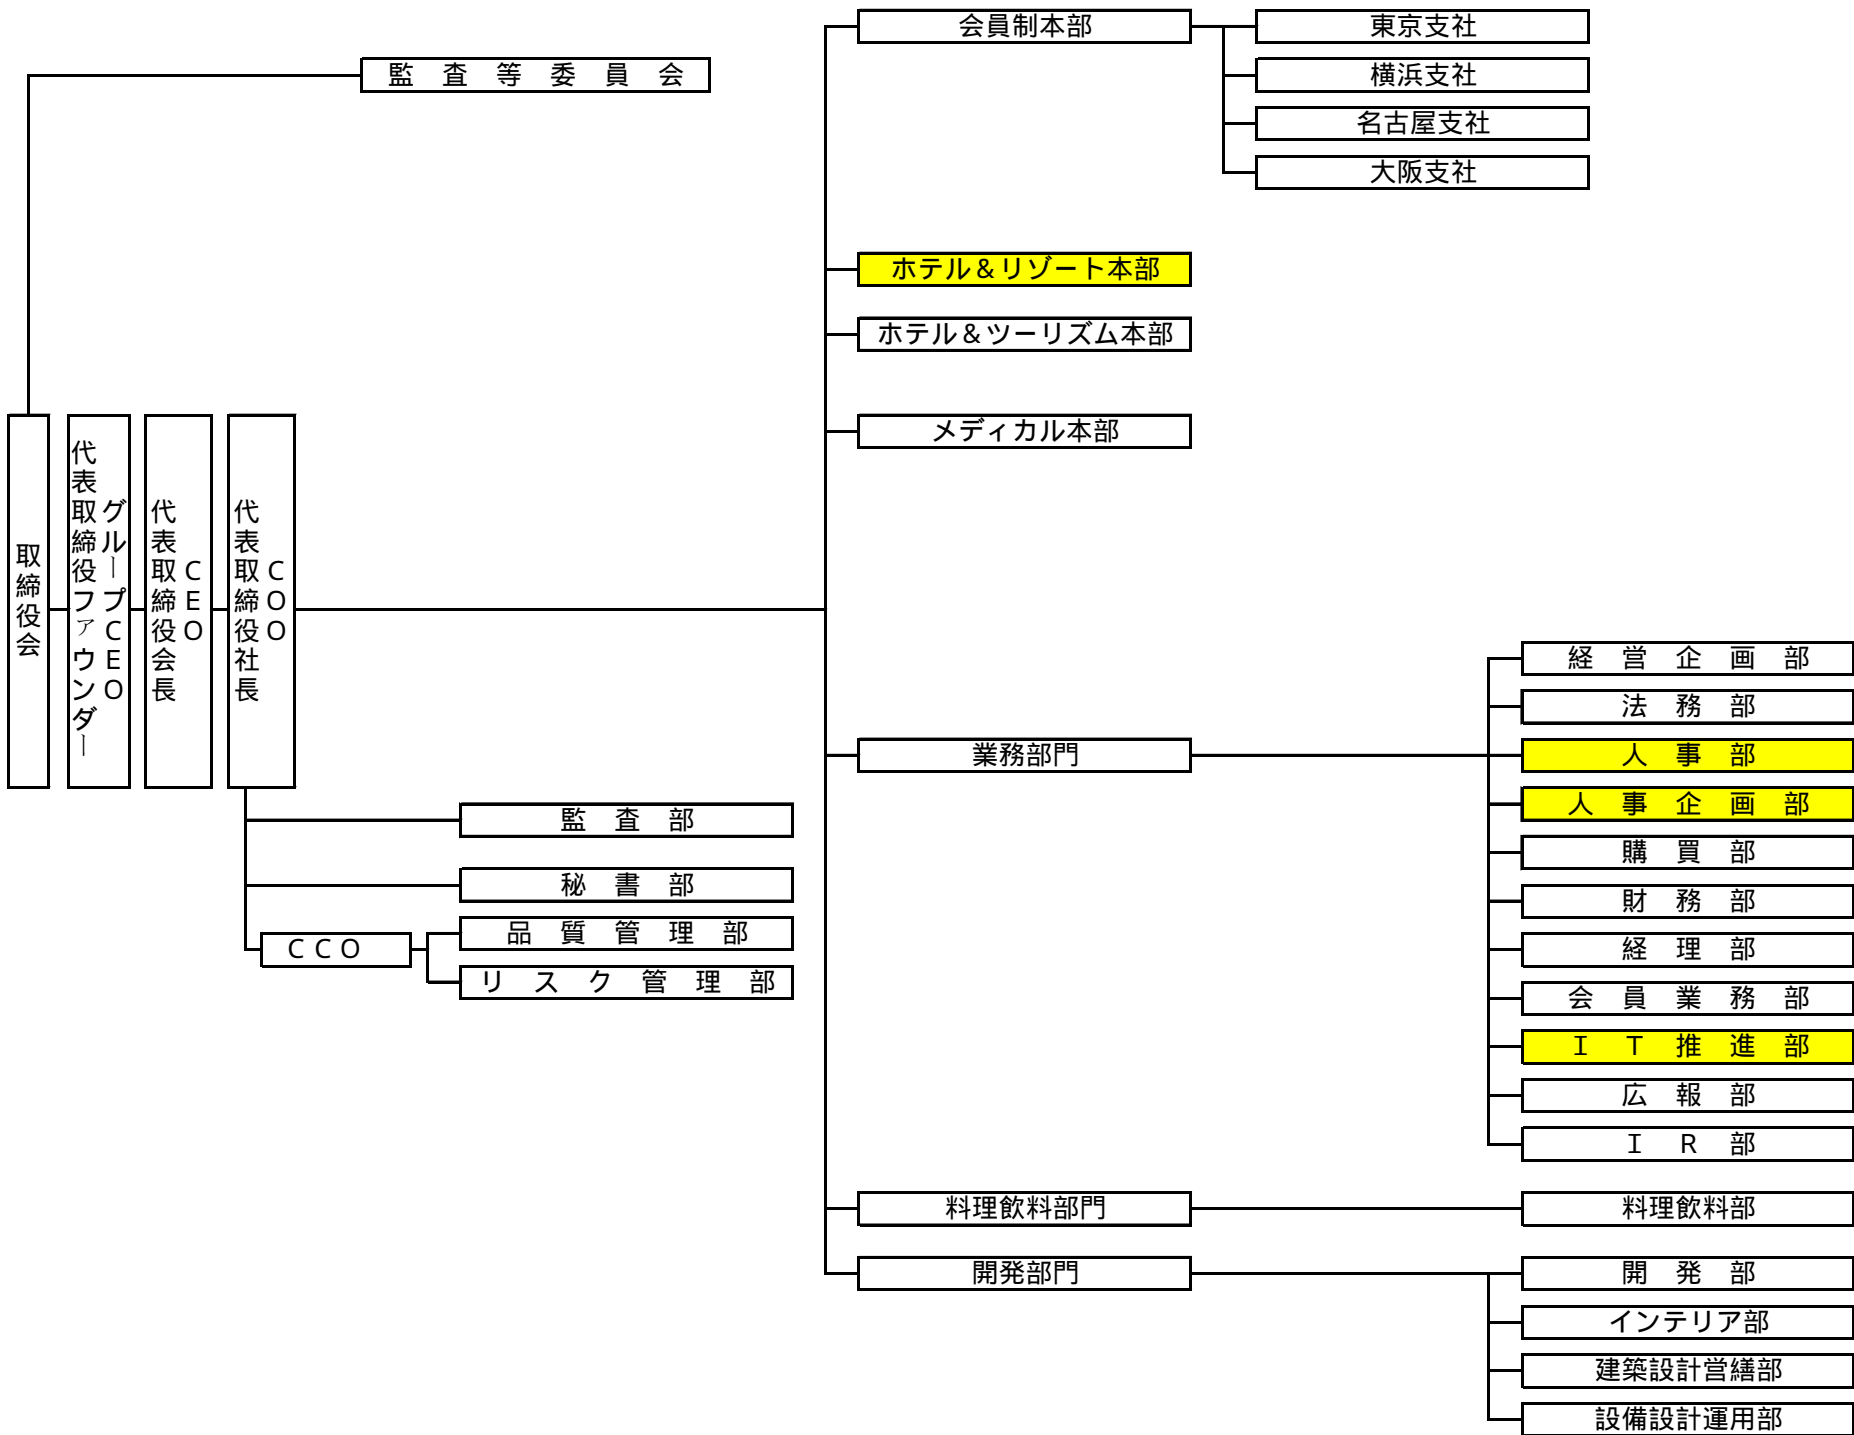 会員制本部
東京支社
監　査　等　委　員　会
横浜支社
名古屋支社
大阪支社
ホテル＆リゾート本部
ホテル＆ツーリズム本部
メディカル本部
取締役会
代表取締役ファウンダー
グループＣＥＯ
代表取締役会長
ＣＥＯ
代表取締役社長
ＣＯＯ
経　営　企　画　部
法　務　部
業務部門
人　事　部
人　事　企　画　部
監　査　部
購　買　部
秘　書　部
財　務　部
品　質　管　理　部
ＣＣＯ
経　理　部
リ　ス　ク　管　理　部
会　員　業　務　部
Ｉ　Ｔ　推　進　部
広　報　部
Ｉ　Ｒ　部
料理飲料部門
料理飲料部
開発部門
開　発　部
インテリア部
建築設計営繕部
設備設計運用部